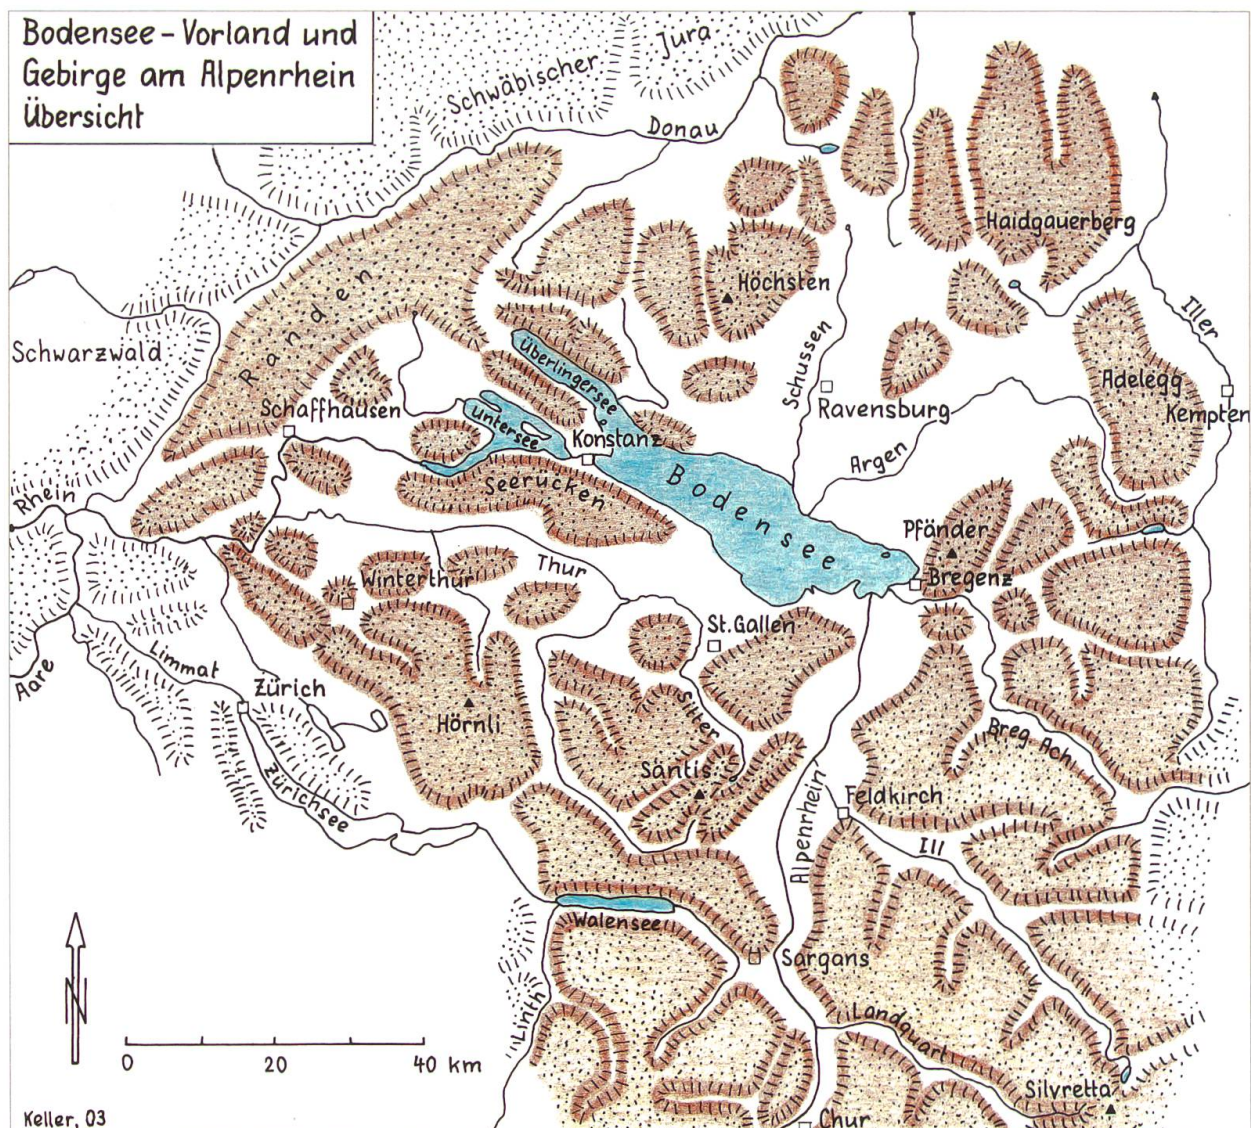 Bodensee – Vorland und
Gebirge am Alpenrhein
Übersicht
Schwäbischer Jura
Donau
Haidgauerberg
Höchsten
Randen
Iller
Schwarzwald
Überlingersee
Schussen
Adelegg
Kempten
Schaffhausen
Ravensburg
Untersee
Konstanz
Argen
Rhein
Seerücken
Bodensee
Pfänder
Bregenz
Thur
Winterthur
St. Gallen
Aare
Limmat
Zürich
Sitter
Hörnli
Breg. Ach
Säntis
Zürichsee
Feldkirch
Alpenrhein
Ill
Walensee
Sargans
Linth
Landquart
N
0 20 40 km
Silvretta
Keller, 03
Chur